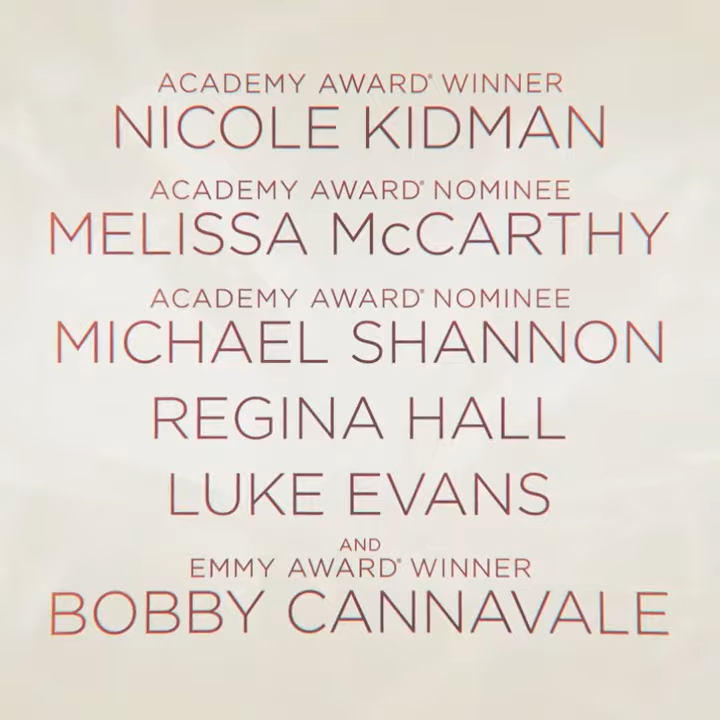 ACADEMY AWARD® WINNER
NICOLE KIDMAN
ACADEMY AWARD® NOMINEE
MELISSA McCARTHY
ACADEMY AWARD® NOMINEE
MICHAEL SHANNON
REGINA HALL
LUKE EVANS
AND
EMMY AWARD® WINNER
BOBBY CANNAVALE